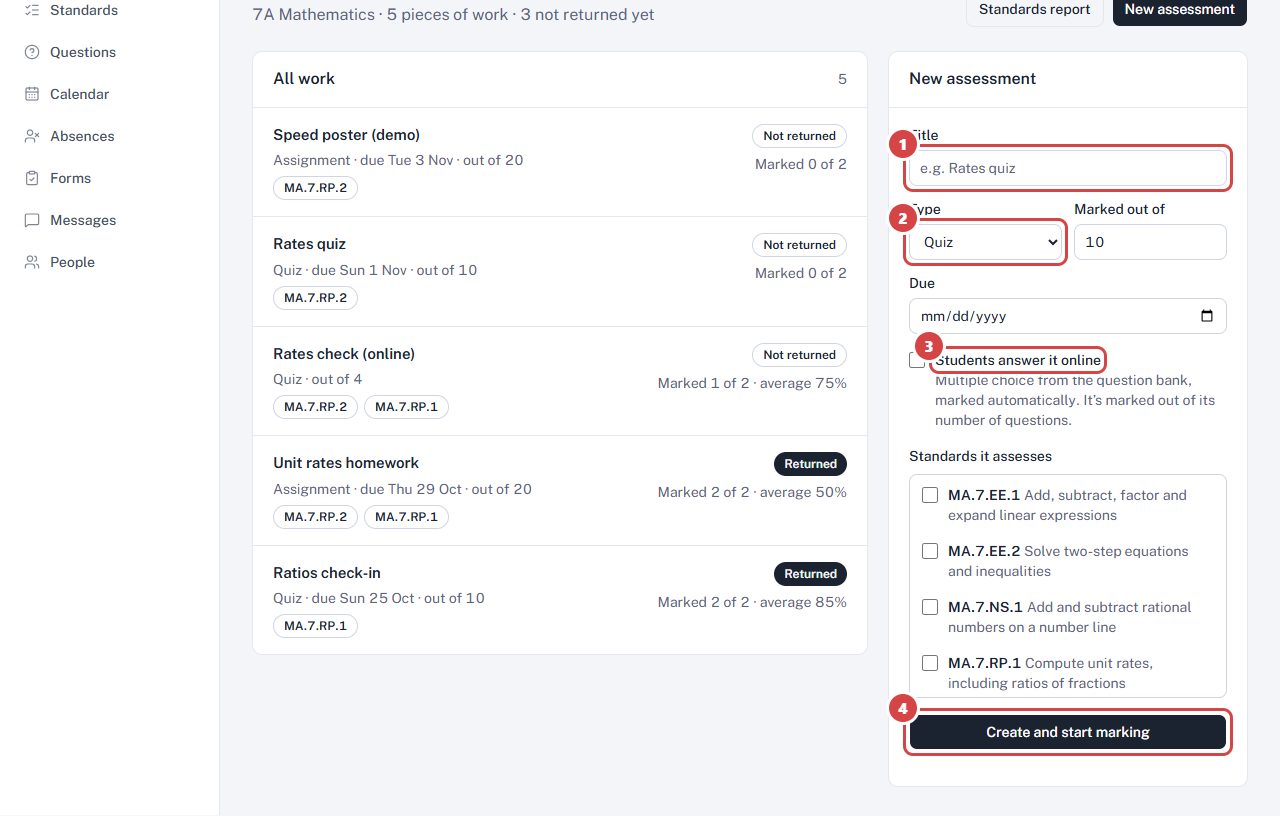 Standards
Questions
Calendar
Absences
Forms
Messages
People
7A Mathematics · 5 pieces of work · 3 not returned yet
Standards report
New assessment
All work
5
Speed poster (demo)
Not returned
Assignment · due Tue 3 Nov · out of 20
Marked 0 of 2
MA.7.RP.2
Rates quiz
Not returned
Quiz · due Sun 1 Nov · out of 10
Marked 0 of 2
MA.7.RP.2
Rates check (online)
Not returned
Quiz · out of 4
Marked 1 of 2 · average 75%
MA.7.RP.2
MA.7.RP.1
Unit rates homework
Returned
Assignment · due Thu 29 Oct · out of 20
Marked 2 of 2 · average 50%
MA.7.RP.2
MA.7.RP.1
Ratios check-in
Returned
Quiz · due Sun 25 Oct · out of 10
Marked 2 of 2 · average 85%
MA.7.RP.1
New assessment
Title
1
e.g. Rates quiz
Type
Marked out of
2
Quiz
10
Due
mm/dd/yyyy
3
Students answer it online
Multiple choice from the question bank,
marked automatically. It's marked out of its
number of questions.
Standards it assesses
MA.7.EE.1 Add, subtract, factor and
expand linear expressions
MA.7.EE.2 Solve two-step equations
and inequalities
MA.7.NS.1 Add and subtract rational
numbers on a number line
MA.7.RP.1 Compute unit rates,
including ratios of fractions
4
Create and start marking